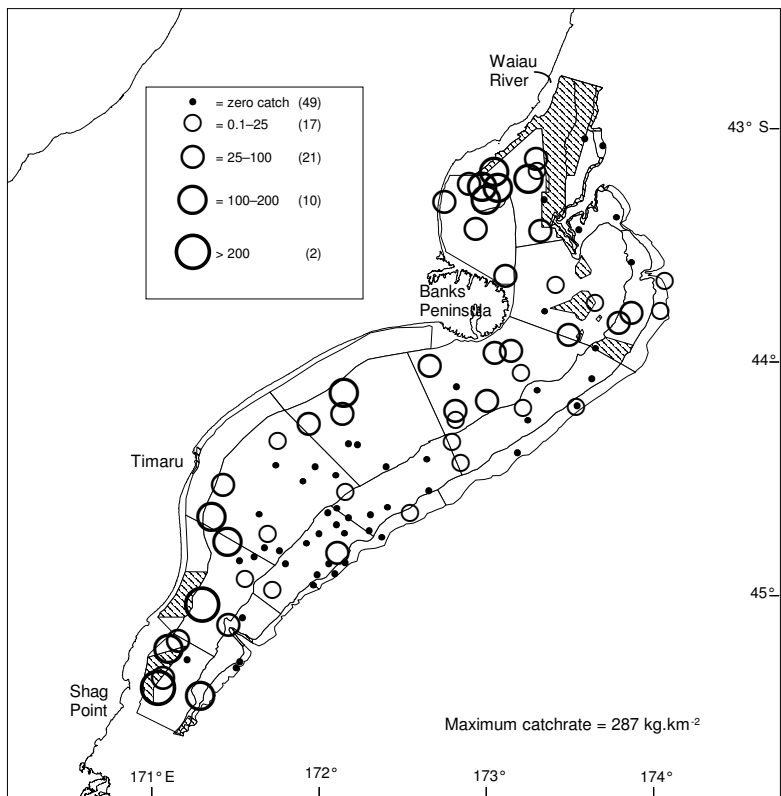 Waiau
River
= zero catch (49)
= 0.1–25 (17)
= 25–100 (21)
= 100–200 (10)
> 200 (2)
43° S
Banks
Peninsula
44°
Timaru
45°
Shag
Point
Maximum catchrate = 287 kg.km⁻²
171° E 172° 173° 174°